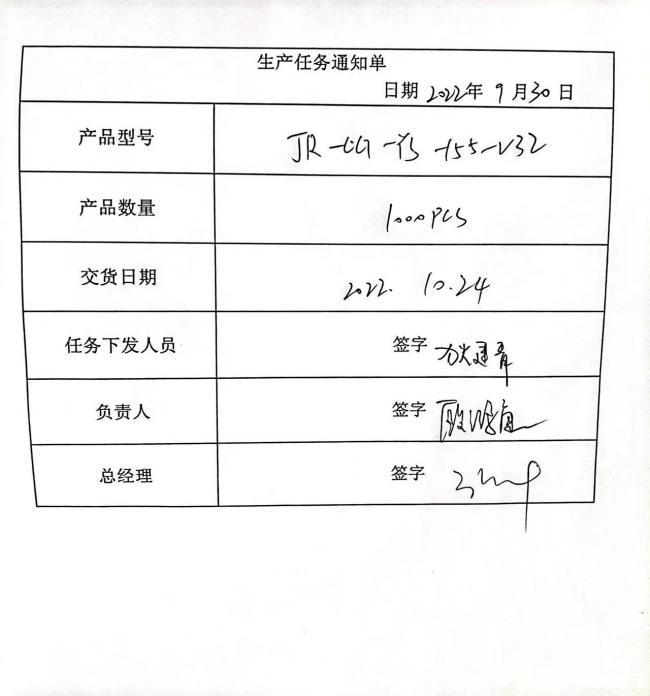 生产任务通知单
日期 2022年 9月30日
产品型号 JR-CG-YS-155-V32
产品数量 1000PCS
交货日期 2022. 10.24
任务下发人员 签字
负责人 签字
总经理 签字